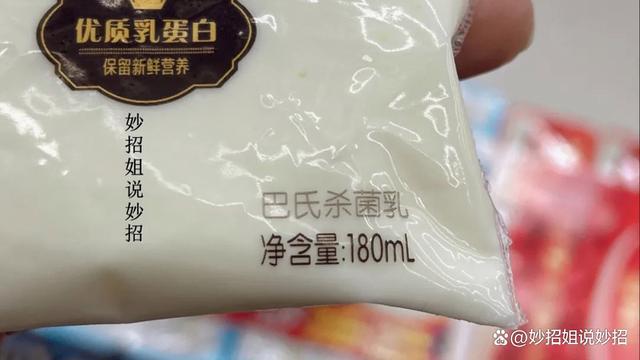 优质乳蛋白
保留新鲜营养
妙招姐说妙招
巴氏杀菌乳
净含量:180mL
@妙招姐说妙招